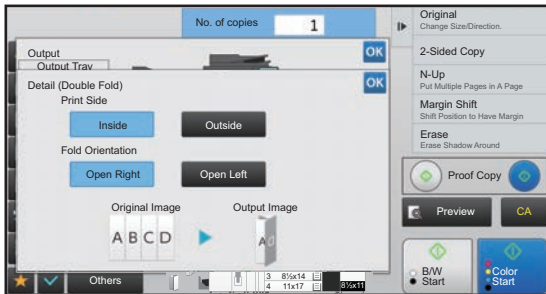 No. of copies 1
Output
OK
Output Tray
Detail (Double Fold)
OK
Print Side
Inside Outside
Fold Orientation
Open Right Open Left
Original Image Output Image
A B C D
A
Others
3 8½x14
4 11x17
8½x11
Original
Change Size/Direction.
2-Sided Copy
N-Up
Put Multiple Pages in A Page
Margin Shift
Shift Position to Have Margin
Erase
Erase Shadow Around
Proof Copy
Preview CA
B/W
Start
Color
Start